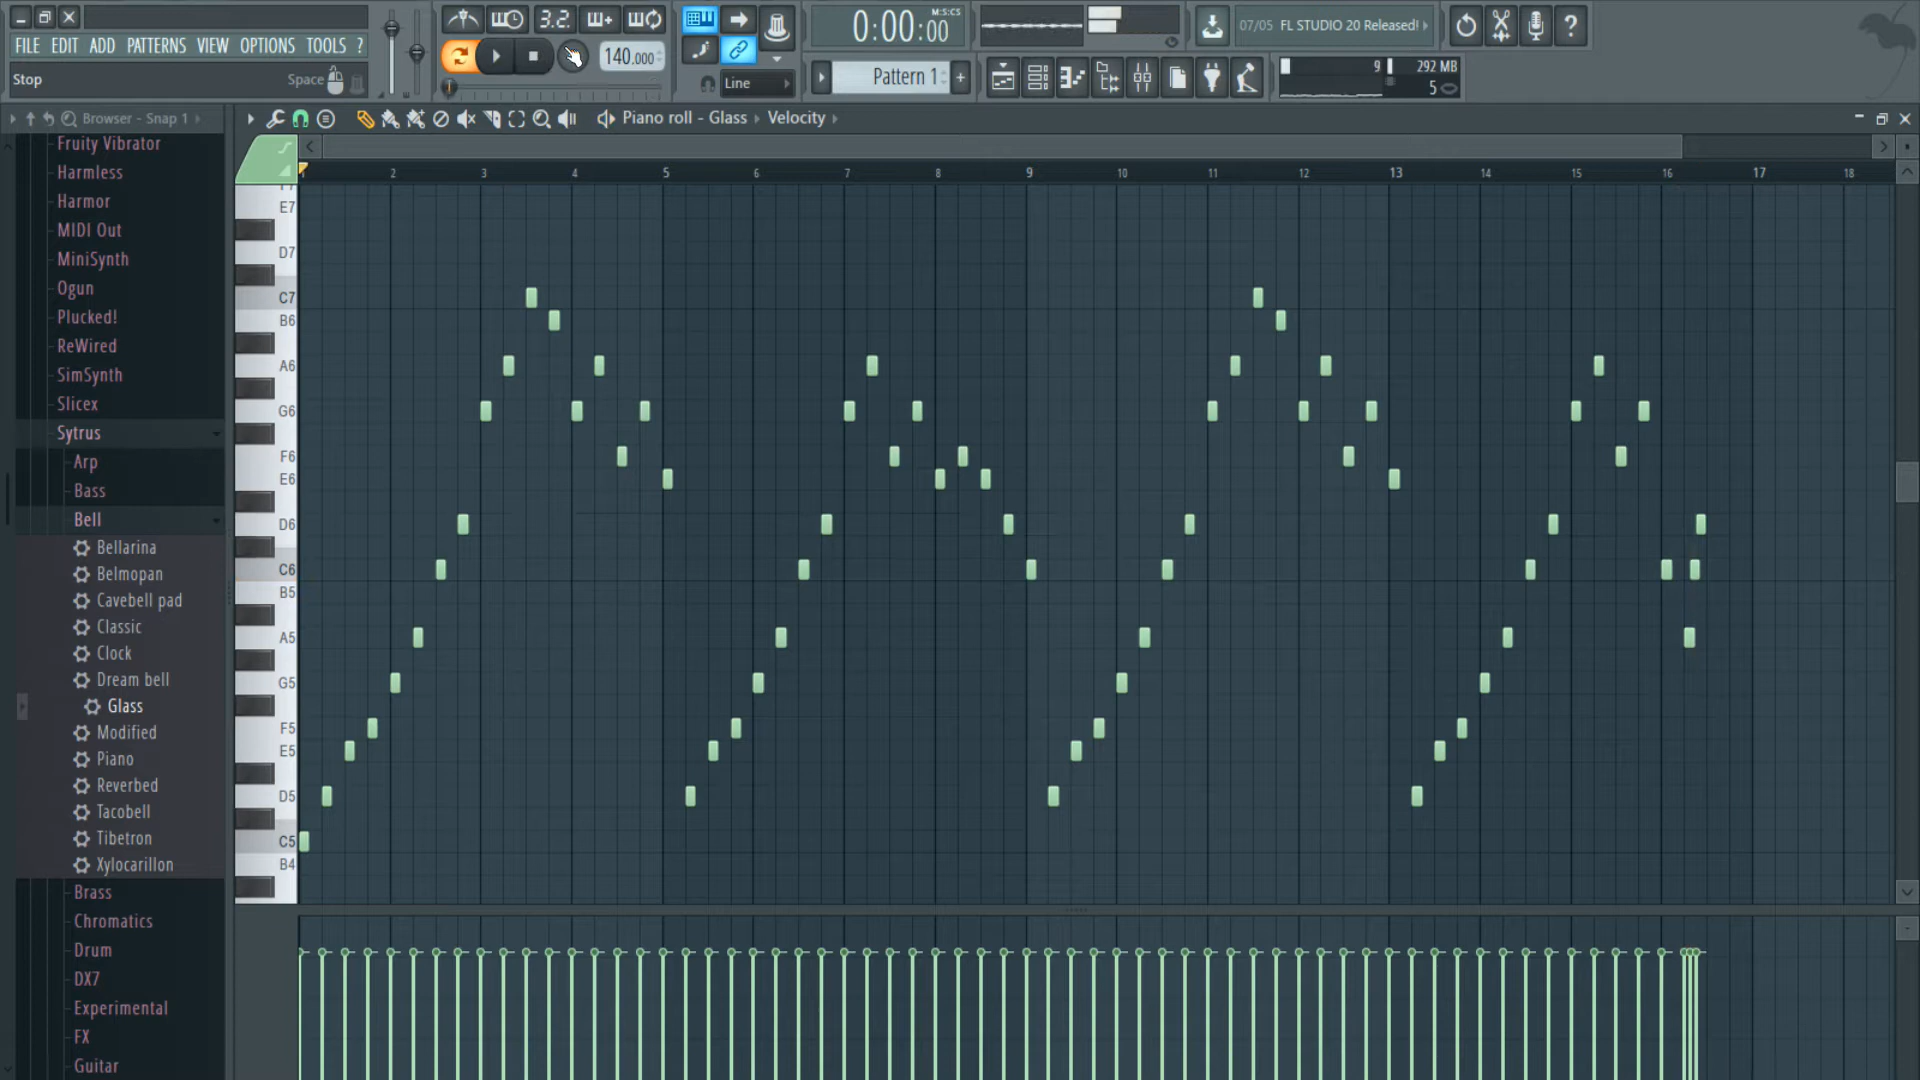 FILE EDIT ADD PATTERNS VIEW OPTIONS TOOLS ?
Stop Space
3.2.
140.000
Line
0:00:00
M:S:CS
Pattern 1
+
07/05 FL STUDIO 20 Released!
?
9 292 MB
5
Browser - Snap 1
Piano roll - Glass Velocity
2 3 4 5 6 7 8 9 10 11 12 13 14 15 16 17 18
Fruity Vibrator
Harmless
Harmor
MIDI Out
MiniSynth
Ogun
Plucked!
ReWired
SimSynth
Slicex
Sytrus
Arp
Bass
Bell
Bellarina
Belmopan
Cavebell pad
Classic
Clock
Dream bell
Glass
Modified
Piano
Reverbed
Tacobell
Tibetron
Xylocarillon
Brass
Chromatics
Drum
DX7
Experimental
FX
Guitar
E7
D7
C7
B6
A6
G6
F6
E6
D6
C6
B5
A5
G5
F5
E5
D5
C5
B4